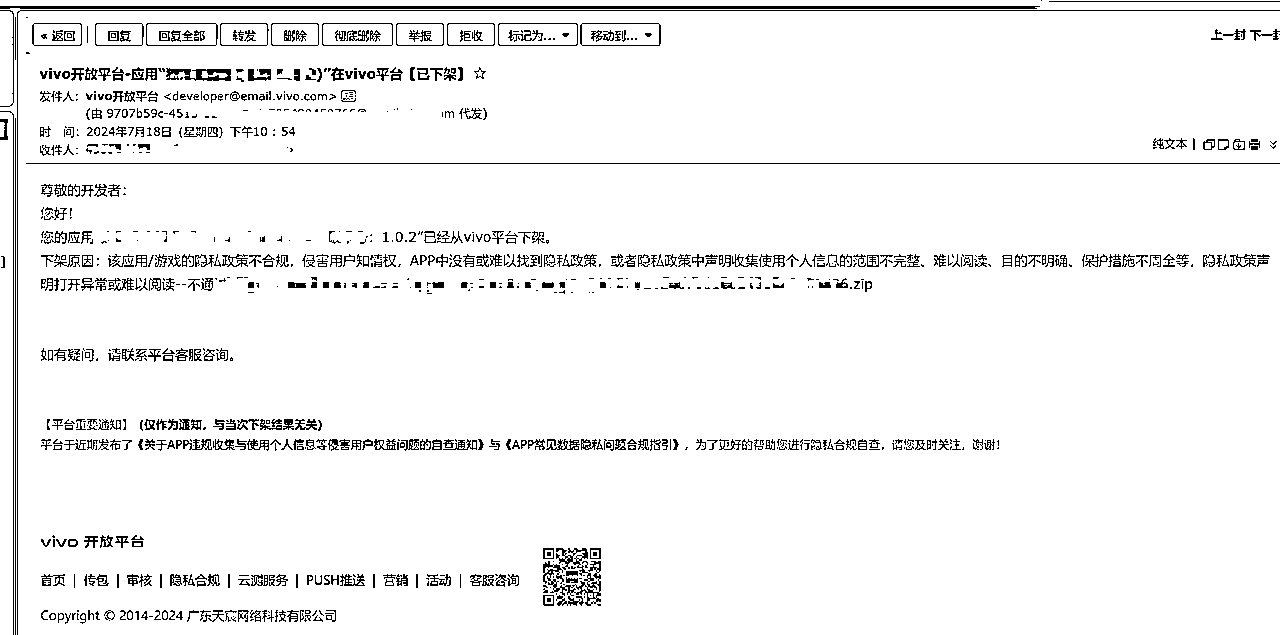 « 返回 回复 回复全部 转发 删除 彻底删除 举报 拒收 标记为... 移动到... 上一封 下一封
vivo开放平台-应用“ )”在vivo平台【已下架】 ☆
发件人：vivo开放平台 <developer@email.vivo.com>
(由 9707b59c-451 m 代发)
时 间：2024年7月18日 (星期四) 下午10：54
收件人：
纯文本 |
尊敬的开发者：
您好！
您的应用 ：1.0.2”已经从vivo平台下架。
下架原因：该应用/游戏的隐私政策不合规，侵害用户知情权，APP中没有或难以找到隐私政策，或者隐私政策中声明收集使用个人信息的范围不完整、难以阅读、目的不明确、保护措施不周全等，隐私政策声
明打开异常或难以阅读--不通 .zip
如有疑问，请联系平台客服咨询。
【平台重要通知】（仅作为通知，与当次下架结果无关）
平台于近期发布了《关于APP违规收集与使用个人信息等侵害用户权益问题的自查通知》与《APP常见数据隐私问题合规指引》，为了更好的帮助您进行隐私合规自查，请您及时关注，谢谢！
vivo 开放平台
首页 | 传包 | 审核 | 隐私合规 | 云测服务 | PUSH推送 | 营销 | 活动 | 客服咨询
Copyright © 2014-2024 广东天宸网络科技有限公司